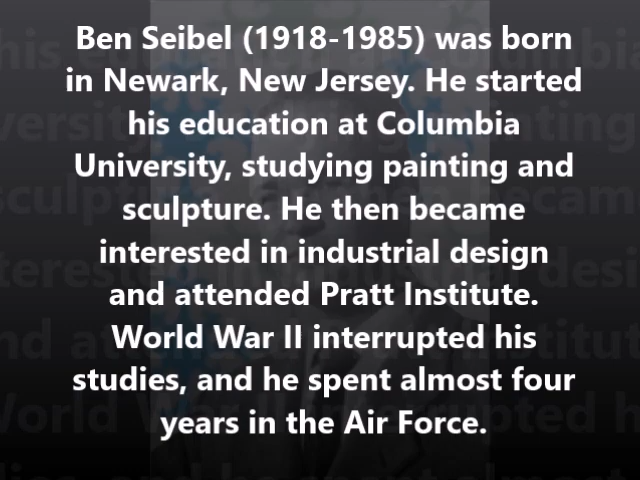 Ben Seibel (1918-1985) was born
in Newark, New Jersey. He started
his education at Columbia
University, studying painting and
sculpture. He then became
interested in industrial design
and attended Pratt Institute.
World War II interrupted his
studies, and he spent almost four
years in the Air Force.